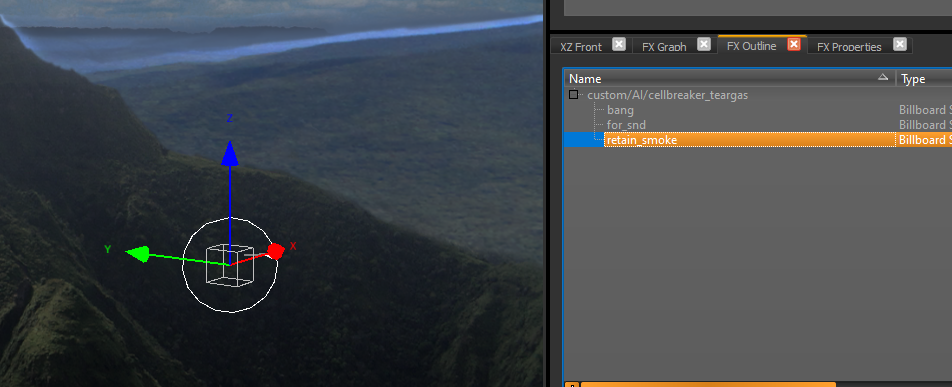 XZ Front
FX Graph
FX Outline
FX Properties
Name
Type
custom/AI/cellbreaker_teargas
bang
Billboard S
for_snd
Billboard S
retain_smoke
Billboard S
Z
Y
X